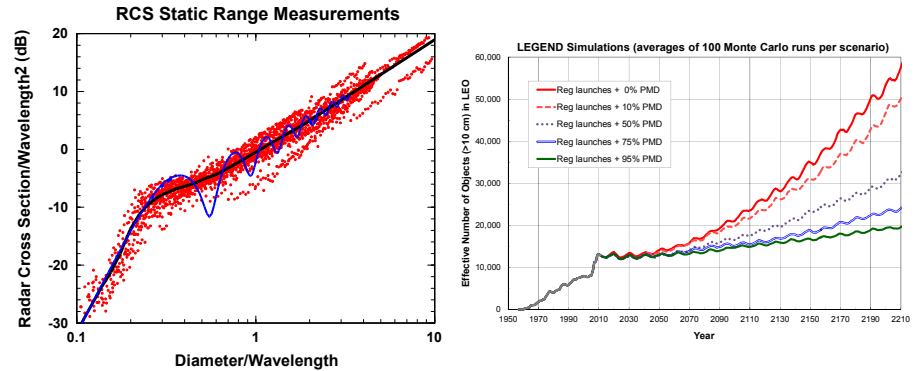 RCS Static Range Measurements
Radar Cross Section/Wavelength2 (dB)
20
10
0
-10
-20
-30
0.1
1
10
Diameter/Wavelength
LEGEND Simulations (averages of 100 Monte Carlo runs per scenario)
Effective Number of Objects (>10 cm) in LEO
60,000
50,000
40,000
30,000
20,000
10,000
0
Reg launches + 0% PMD
Reg launches + 10% PMD
Reg launches + 50% PMD
Reg launches + 75% PMD
Reg launches + 95% PMD
1950 1970 1990 2010 2030 2050 2070 2090 2110 2130 2150 2170 2190 2210
Year